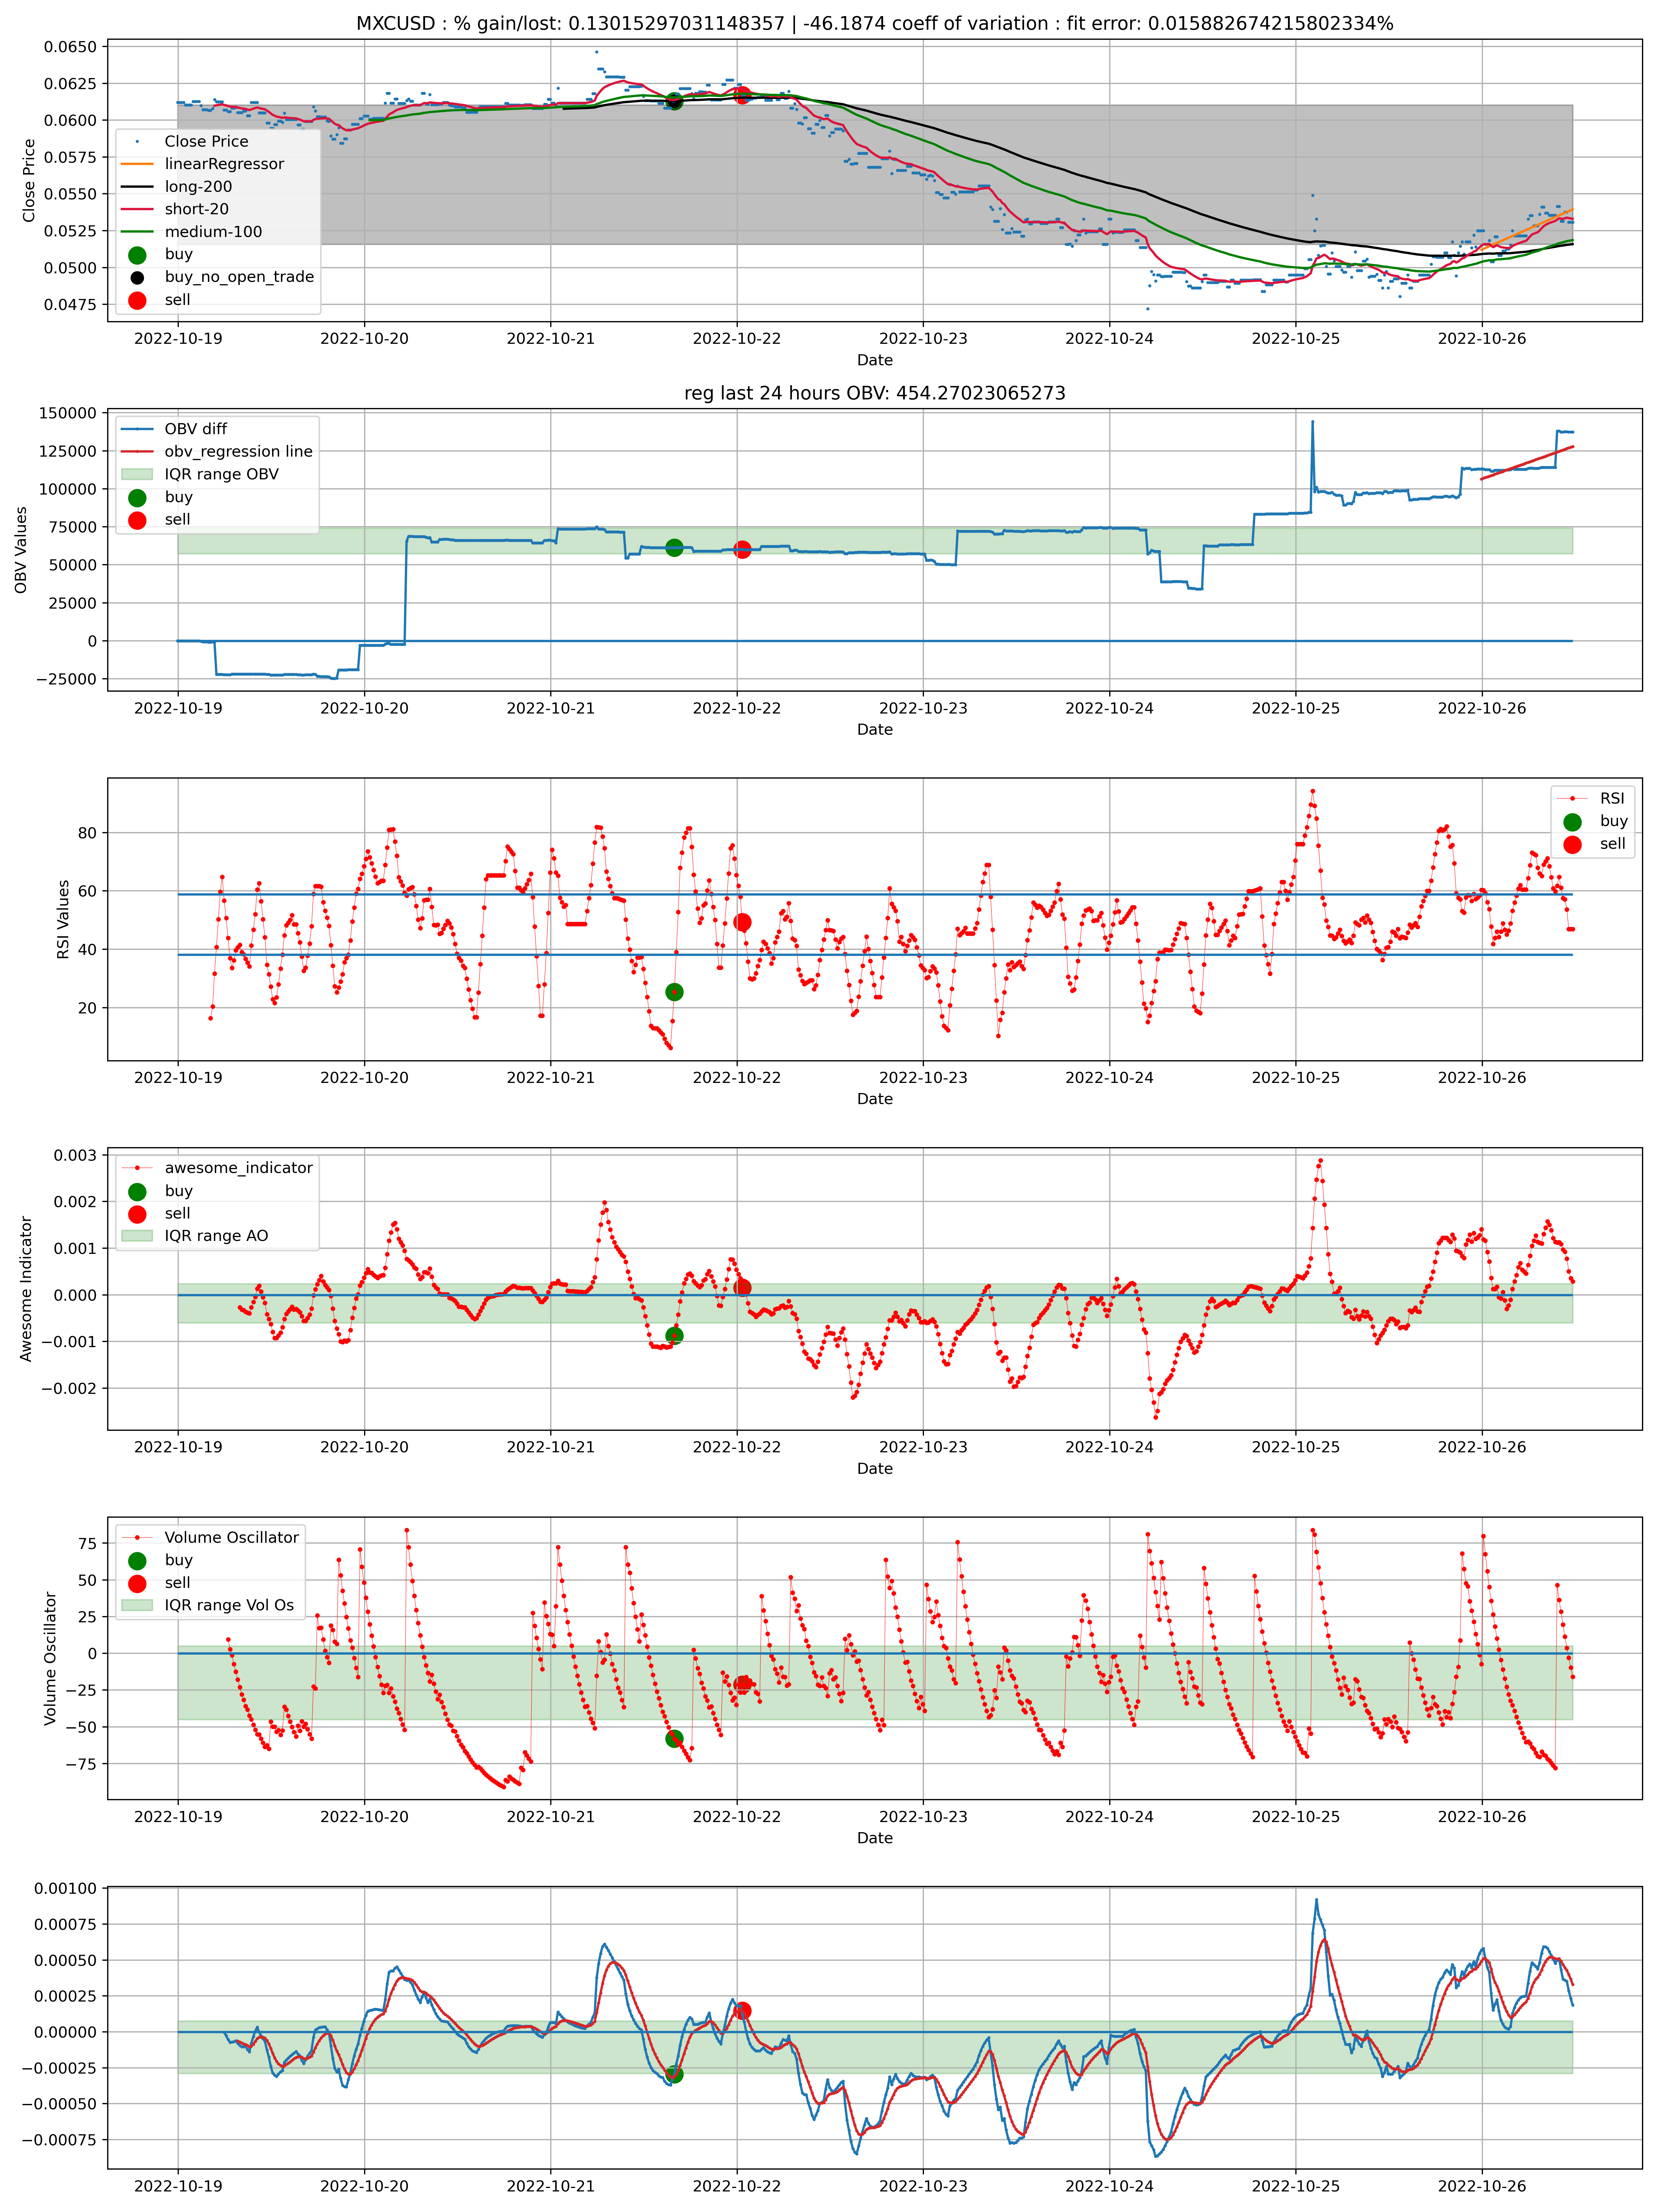 MXCUSD : % gain/lost: 0.13015297031148357 | -46.1874 coeff of variation : fit error: 0.015882674215802334%
0.0650
0.0625
0.0600
0.0575
0.0550
0.0525
0.0500
0.0475
Close Price
Close Price
linearRegressor
long-200
short-20
medium-100
buy
buy_no_open_trade
sell
2022-10-19 2022-10-20 2022-10-21 2022-10-22 2022-10-23 2022-10-24 2022-10-25 2022-10-26
Date
reg last 24 hours OBV: 454.27023065273
150000
125000
100000
75000
50000
25000
0
−25000
OBV Values
OBV diff
obv_regression line
IQR range OBV
buy
sell
2022-10-19 2022-10-20 2022-10-21 2022-10-22 2022-10-23 2022-10-24 2022-10-25 2022-10-26
Date
80
60
40
20
RSI Values
RSI
buy
sell
2022-10-19 2022-10-20 2022-10-21 2022-10-22 2022-10-23 2022-10-24 2022-10-25 2022-10-26
Date
0.003
0.002
0.001
0.000
−0.001
−0.002
Awesome Indicator
awesome_indicator
buy
sell
IQR range AO
2022-10-19 2022-10-20 2022-10-21 2022-10-22 2022-10-23 2022-10-24 2022-10-25 2022-10-26
Date
75
50
25
0
−25
−50
−75
Volume Oscillator
Volume Oscillator
buy
sell
IQR range Vol Os
2022-10-19 2022-10-20 2022-10-21 2022-10-22 2022-10-23 2022-10-24 2022-10-25 2022-10-26
Date
0.00100
0.00075
0.00050
0.00025
0.00000
−0.00025
−0.00050
−0.00075
2022-10-19 2022-10-20 2022-10-21 2022-10-22 2022-10-23 2022-10-24 2022-10-25 2022-10-26